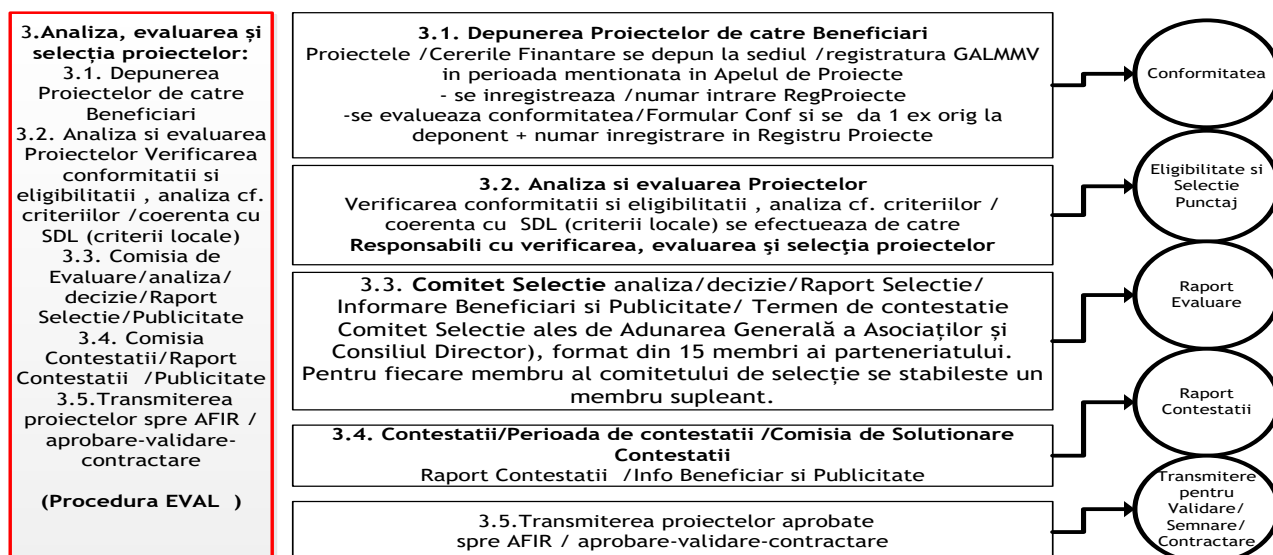 3.Analiza, evaluarea și
selecția proiectelor:
3.1. Depunerea
Proiectelor de catre
Beneficiari
3.2. Analiza si evaluarea
Proiectelor Verificarea
conformitatii si
eligibilitatii , analiza cf.
criteriilor /coerenta cu
SDL (criterii locale)
3.3. Comisia de
Evaluare/analiza/
decizie/Raport
Selectie/Publicitate
3.4. Comisia
Contestatii/Raport
Contestatii /Publicitate
3.5.Transmiterea
proiectelor spre AFIR /
aprobare-validare-
contractare
(Procedura EVAL )
3.1. Depunerea Proiectelor de catre Beneficiari
Proiectele /Cererile Finantare se depun la sediul /registratura GALMMV
in perioada mentionata in Apelul de Proiecte
- se inregistreaza /numar intrare RegProiecte
-se evalueaza conformitatea/Formular Conf si se da 1 ex orig la
deponent + numar inregistrare in Registru Proiecte
Conformitatea
3.2. Analiza si evaluarea Proiectelor
Verificarea conformitatii si eligibilitatii , analiza cf. criteriilor /
coerenta cu SDL (criterii locale) se efectueaza de catre
Responsabili cu verificarea, evaluarea şi selecţia proiectelor
Eligibilitate si
Selectie
Punctaj
3.3. Comitet Selectie analiza/decizie/Raport Selectie/
Informare Beneficiari si Publicitate/ Termen de contestatie
Comitet Selectie ales de Adunarea Generală a Asociaților și
Consiliul Director), format din 15 membri ai parteneriatului.
Pentru fiecare membru al comitetului de selecție se stabileste un
membru supleant.
Raport
Evaluare
3.4. Contestatii/Perioada de contestatii /Comisia de Solutionare
Contestatii
Raport Contestatii /Info Beneficiar si Publicitate
Raport
Contestatii
3.5.Transmiterea proiectelor aprobate
spre AFIR / aprobare-validare-contractare
Transmitere
pentru
Validare/
Semnare/
Contractare